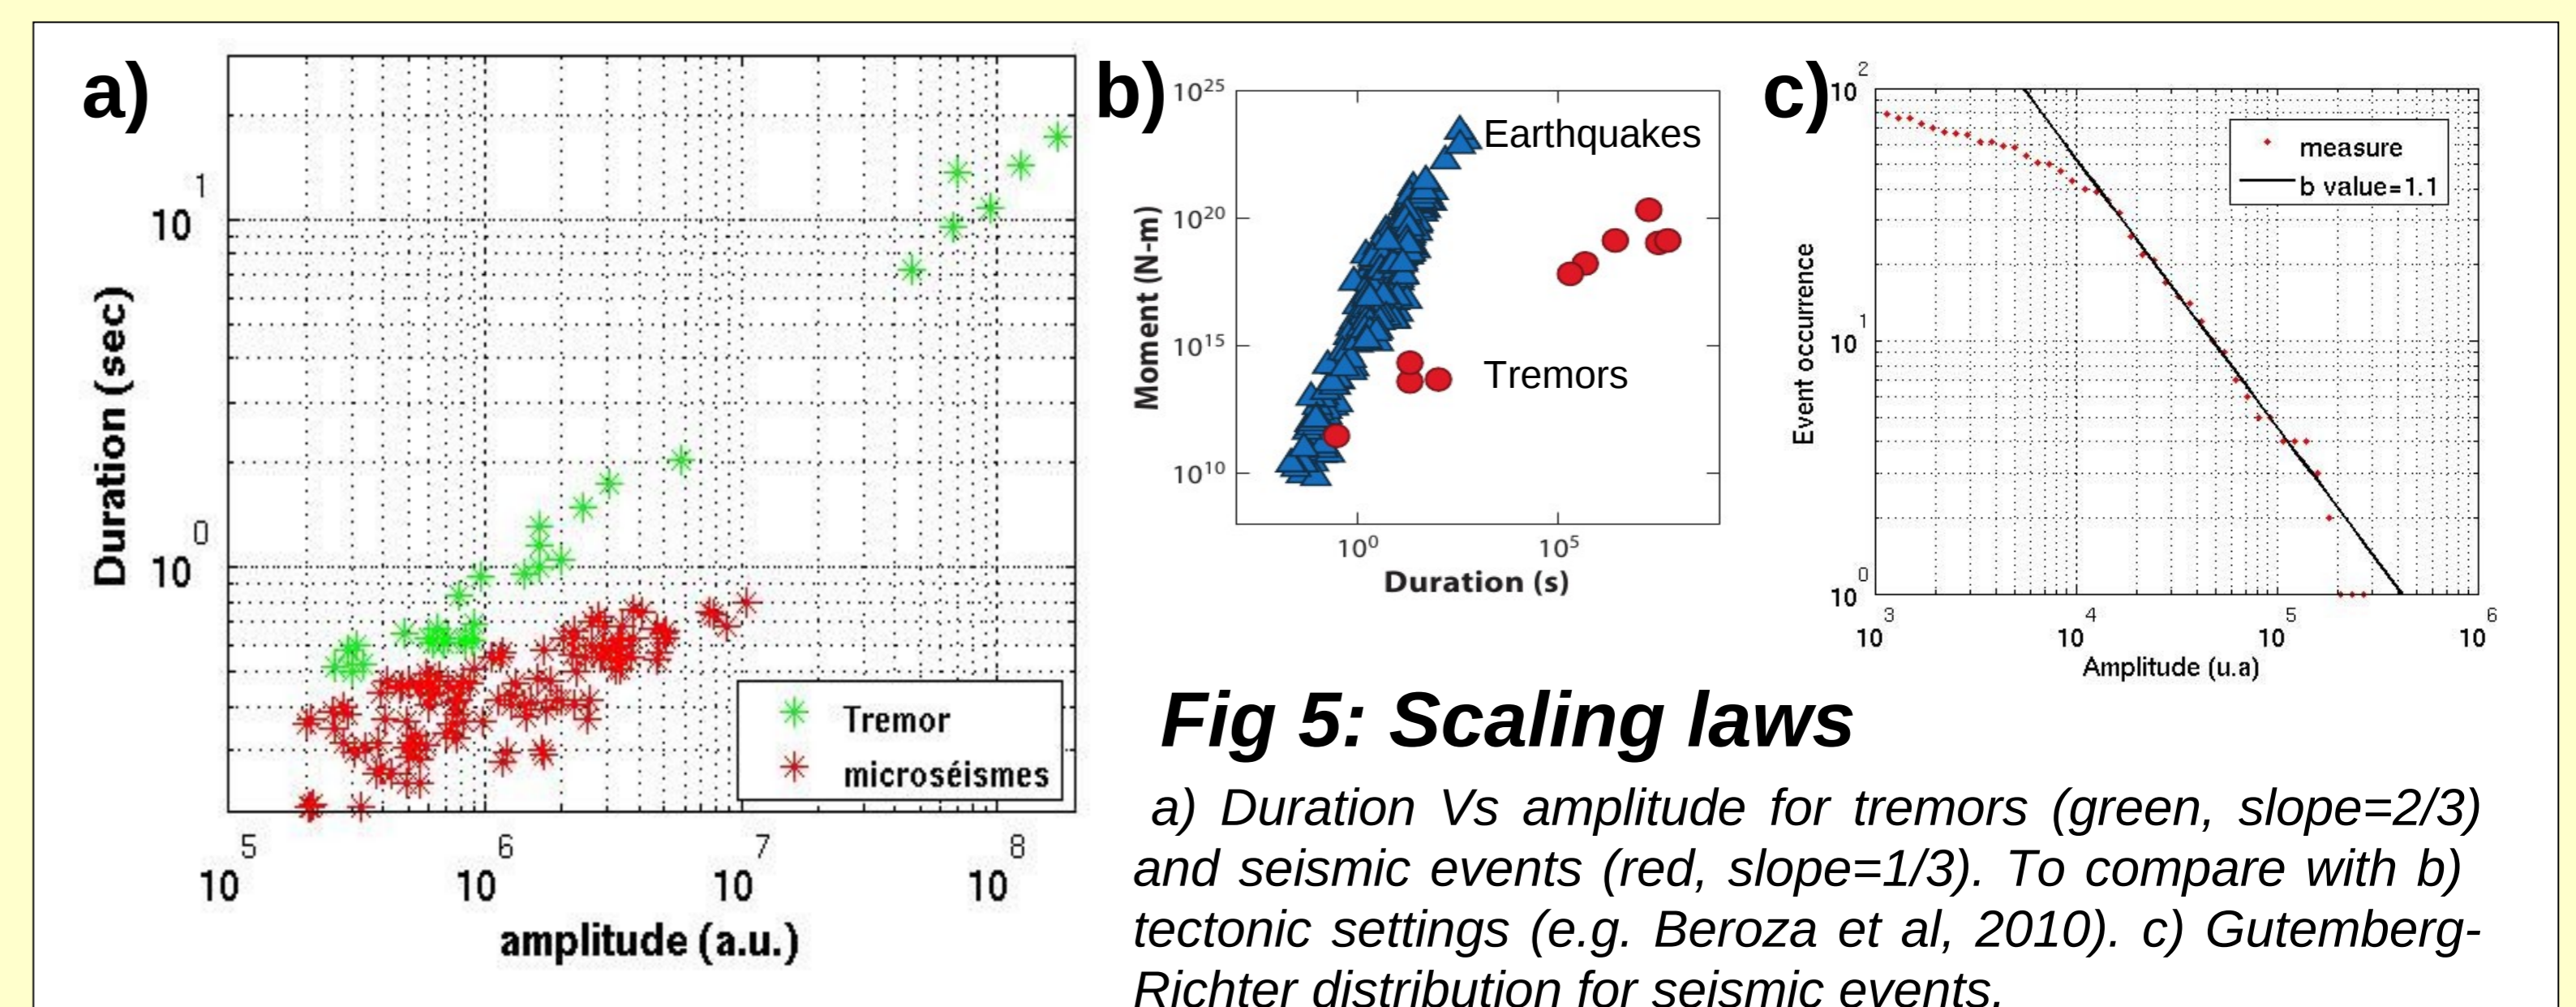 a)
10^1
10^0
Duration (sec)
Tremor
microséismes
10^5 10^6 10^7 10^8
amplitude (a.u.)
b)
10^25
10^20
10^15
10^10
Moment (N-m)
Earthquakes
Tremors
10^0 10^5
Duration (s)
c)
10^2
10^1
10^0
Event occurrence
measure
b value=1.1
10^3 10^4 10^5 10^6
Amplitude (u.a)
Fig 5: Scaling laws
a) Duration Vs amplitude for tremors (green, slope=2/3)
and seismic events (red, slope=1/3). To compare with b)
tectonic settings (e.g. Beroza et al, 2010). c) Gutemberg-
Richter distribution for seismic events.